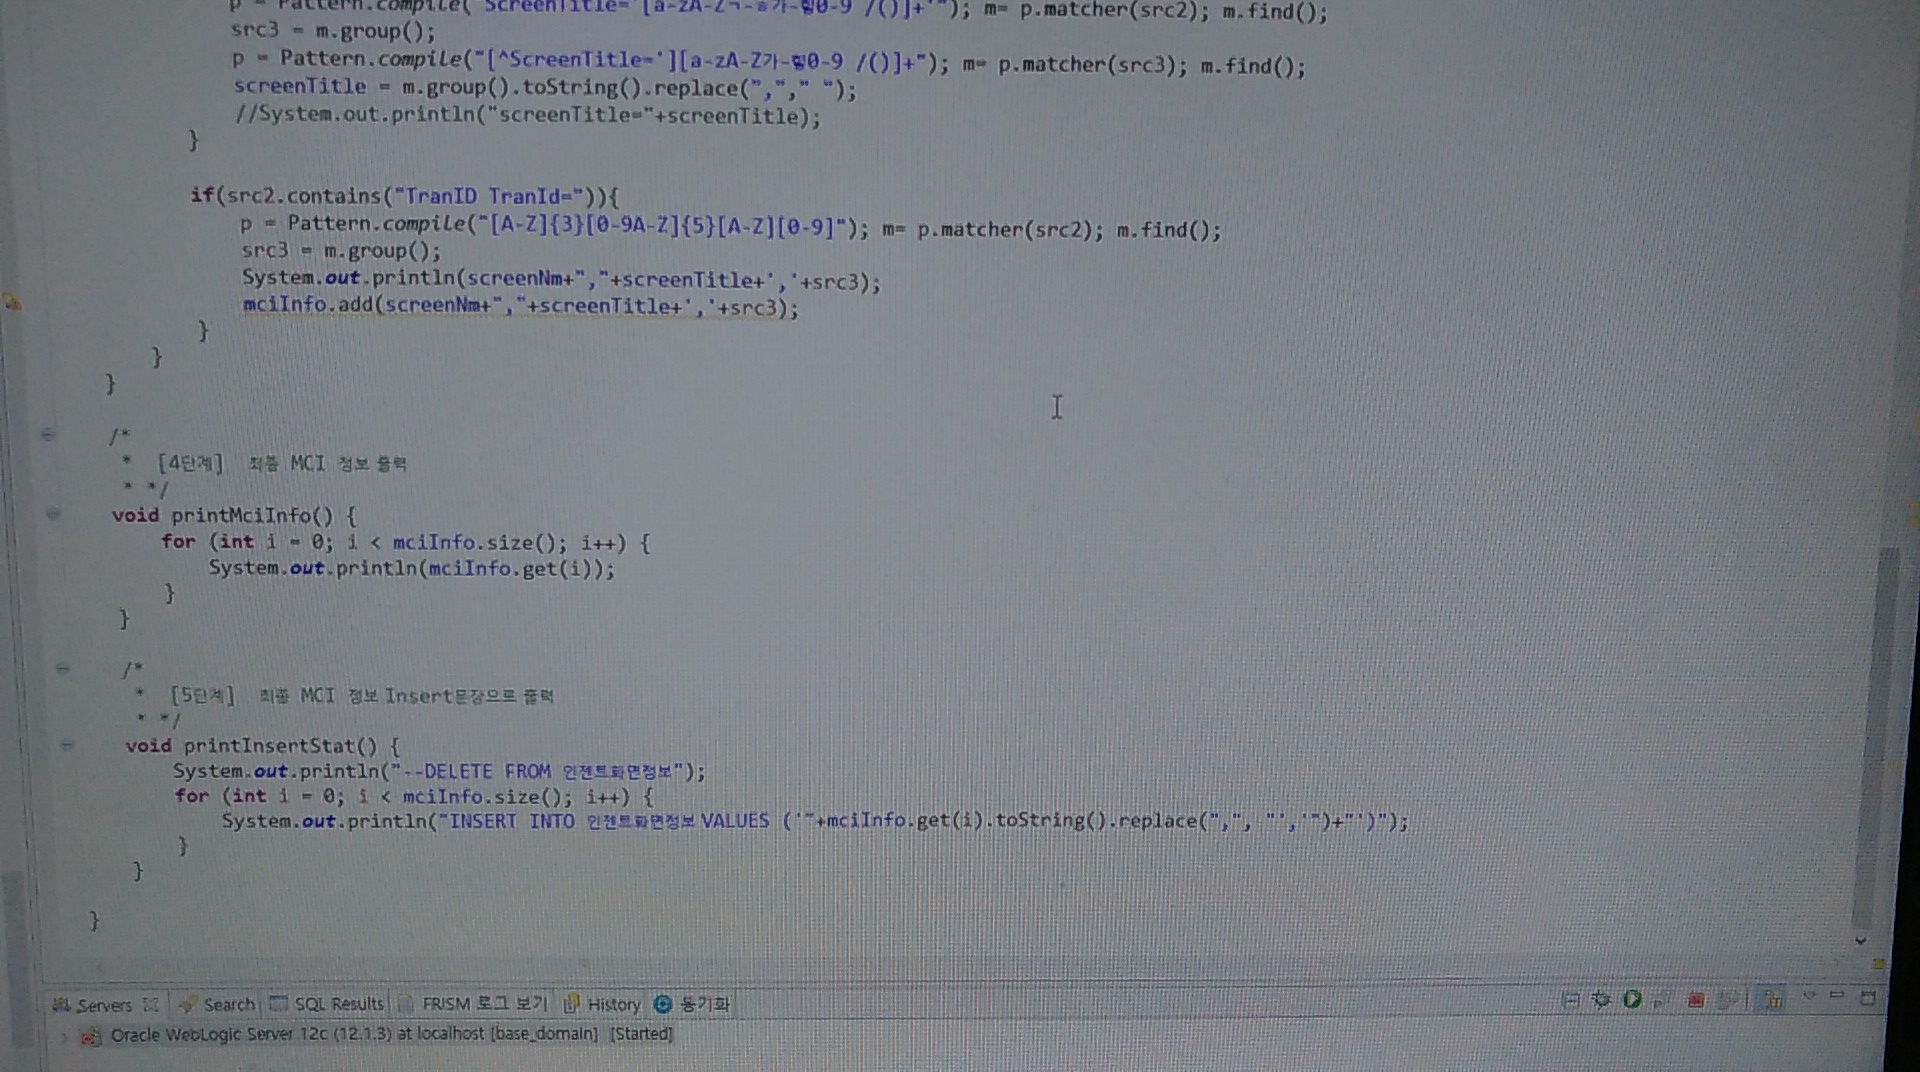 p = Pattern.compile("ScreenTitle='[a-zA-Zㄱ-ㅎ가-힣0-9 /()]+'"); m= p.matcher(src2); m.find();
src3 = m.group();
p = Pattern.compile("[^ScreenTitle='][a-zA-Z가-힣0-9 /()]+"); m= p.matcher(src3); m.find();
screenTitle = m.group().toString().replace(","," ");
//System.out.println("screenTitle="+screenTitle);
}
if(src2.contains("TranID TranId=")){
p = Pattern.compile("[A-Z]{3}[0-9A-Z]{5}[A-Z][0-9]"); m= p.matcher(src2); m.find();
src3 = m.group();
System.out.println(screenNm+","+screenTitle+','+src3);
mciInfo.add(screenNm+","+screenTitle+','+src3);
}
}
}
/*
* [4단계] 최종 MCI 정보 출력
* */
void printMciInfo() {
for (int i = 0; i < mciInfo.size(); i++) {
System.out.println(mciInfo.get(i));
}
}
/*
* [5단계] 최종 MCI 정보 Insert문장으로 출력
* */
void printInsertStat() {
System.out.println("--DELETE FROM 인젠트화면정보");
for (int i = 0; i < mciInfo.size(); i++) {
System.out.println("INSERT INTO 인젠트화면정보 VALUES ('"+mciInfo.get(i).toString().replace(",", "','")+"')");
}
}
}
Servers Search SQL Results FRISM 로그 보기 History 동기화
Oracle WebLogic Server 12c (12.1.3) at localhost [base_domain] [Started]